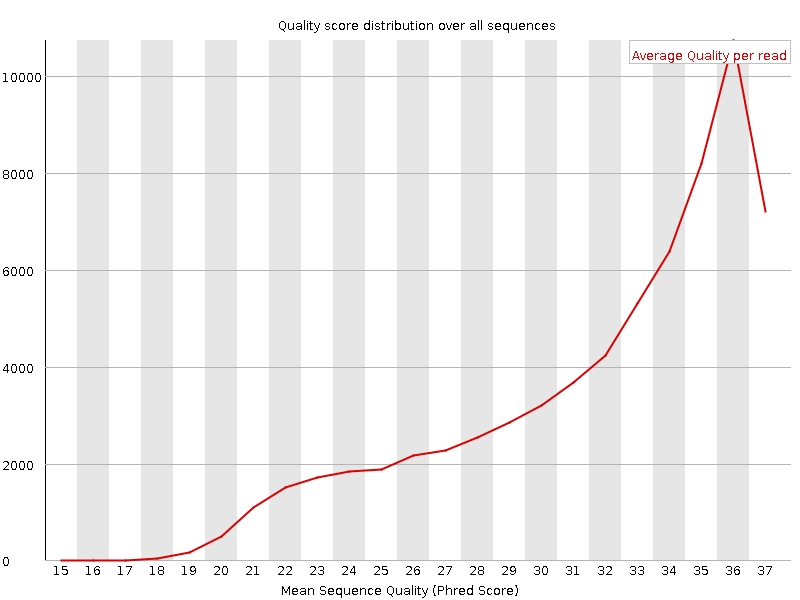 Quality score distribution over all sequences
Average Quality per read
10000
8000
6000
4000
2000
0
15 16 17 18 19 20 21 22 23 24 25 26 27 28 29 30 31 32 33 34 35 36 37
Mean Sequence Quality (Phred Score)